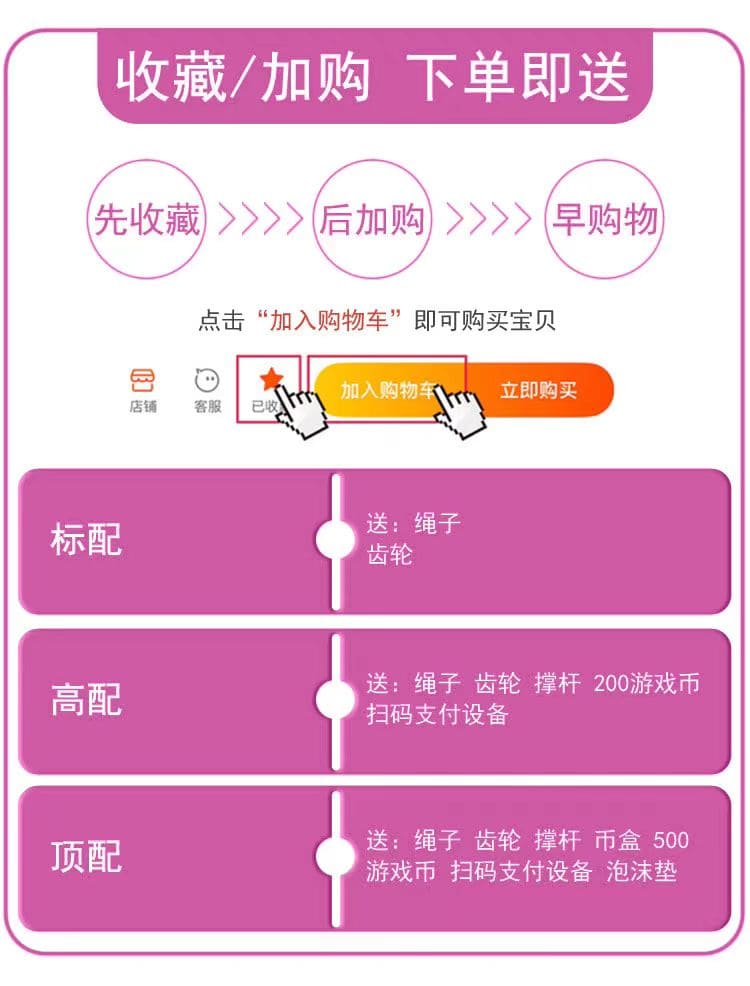 收藏/加购 下单即送
先收藏 >>>> 后加购 >>>> 早购物
点击“加入购物车”即可购买宝贝
店铺 客服 已收 加入购物车 立即购买
标配
送：绳子
齿轮
高配
送：绳子 齿轮 撑杆 200游戏币
扫码支付设备
顶配
送：绳子 齿轮 撑杆 币盒 500
游戏币 扫码支付设备 泡沫垫